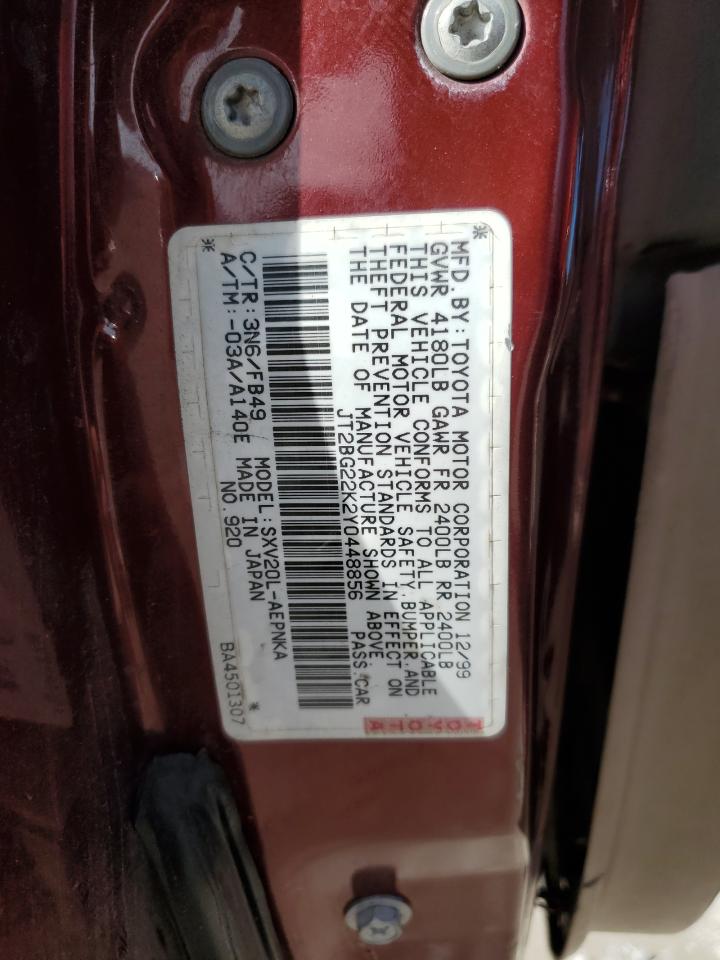 MFD. BY: TOYOTA MOTOR CORPORATION 12/99
GVWR 4180LB GAWR FR 2400LB RR 2400LB
THIS VEHICLE CONFORMS TO ALL APPLICABLE
FEDERAL MOTOR VEHICLE SAFETY, BUMPER, AND
THEFT PREVENTION STANDARDS IN EFFECT ON
THE DATE OF MANUFACTURE SHOWN ABOVE.
JT2BG22K2Y0448856 PASS. CAR
C/TR: 3N6/FB49 MODEL: SXV20L-AEPNKA
A/TM: -03A/A140E MADE IN JAPAN
NO. 920
BA4501307
TOYOTA